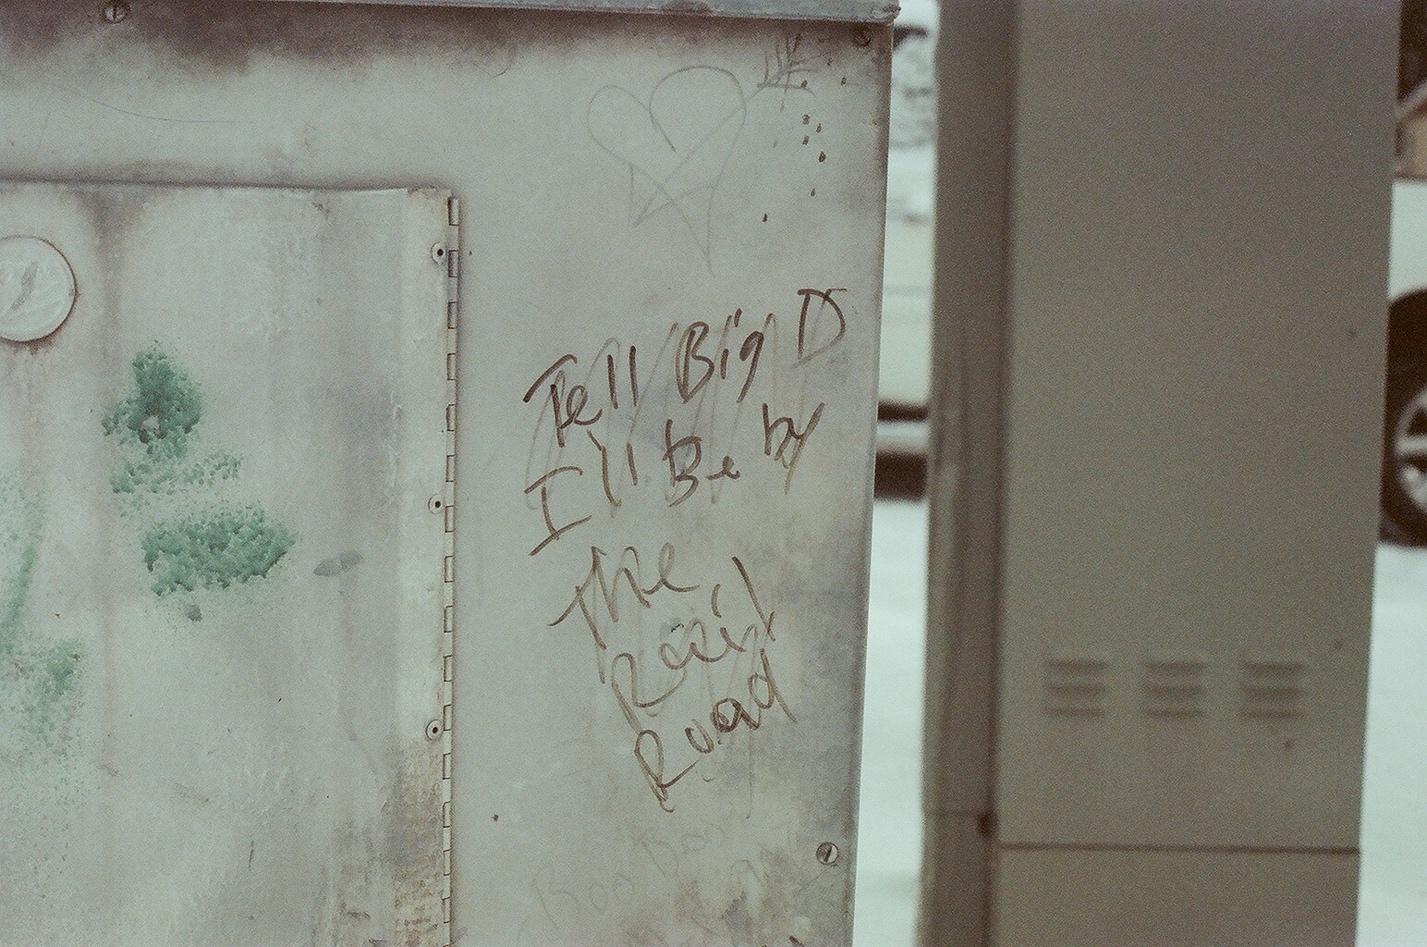 Tell Big D
I'll Be by
The
Rail
Road